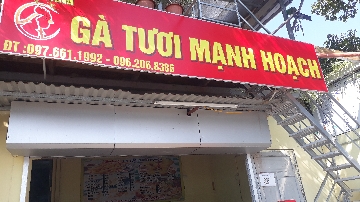 GÀ TƯƠI MẠNH HOẠCH
ĐT : 097.661.1992 - 096.206.8386